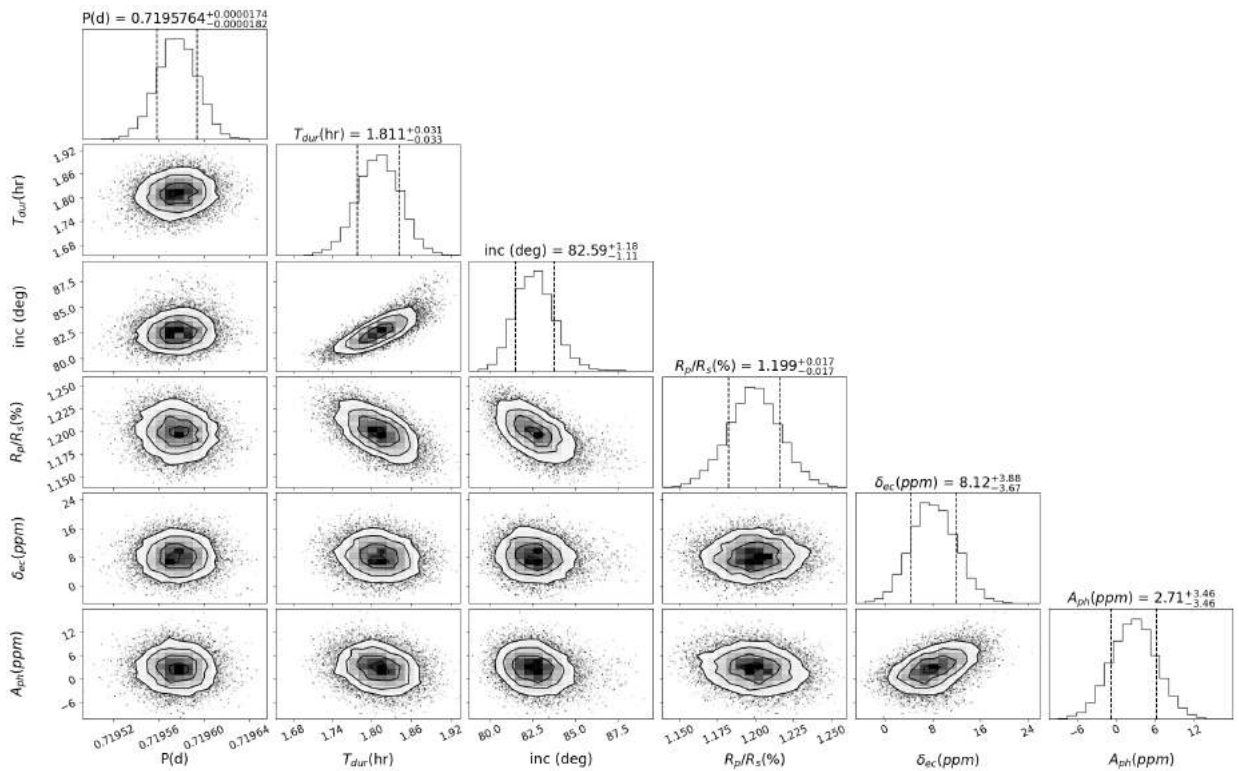 P(d) = 0.7195764+0.0000174 −0.0000182
T_dur(hr) = 1.811+0.031 −0.033
1.92
1.86
1.80
1.74
1.68
T_dur(hr)
inc (deg) = 82.59+1.18 −1.11
87.5
85.0
82.5
80.0
inc (deg)
R_p/R_s(%) = 1.199+0.017 −0.017
1.250
1.225
1.200
1.175
1.150
R_p/R_s(%)
δ_ec(ppm) = 8.12+3.88 −3.67
24
16
8
0
δ_ec(ppm)
A_ph(ppm) = 2.71+3.46 −3.46
12
6
0
−6
A_ph(ppm)
0.71952 0.71956 0.71960 0.71964 1.68 1.74 1.80 1.86 1.92 80.0 82.5 85.0 87.5 1.150 1.175 1.200 1.225 1.250 0 8 16 24 −6 0 6 12
P(d) T_dur(hr) inc (deg) R_p/R_s(%) δ_ec(ppm) A_ph(ppm)